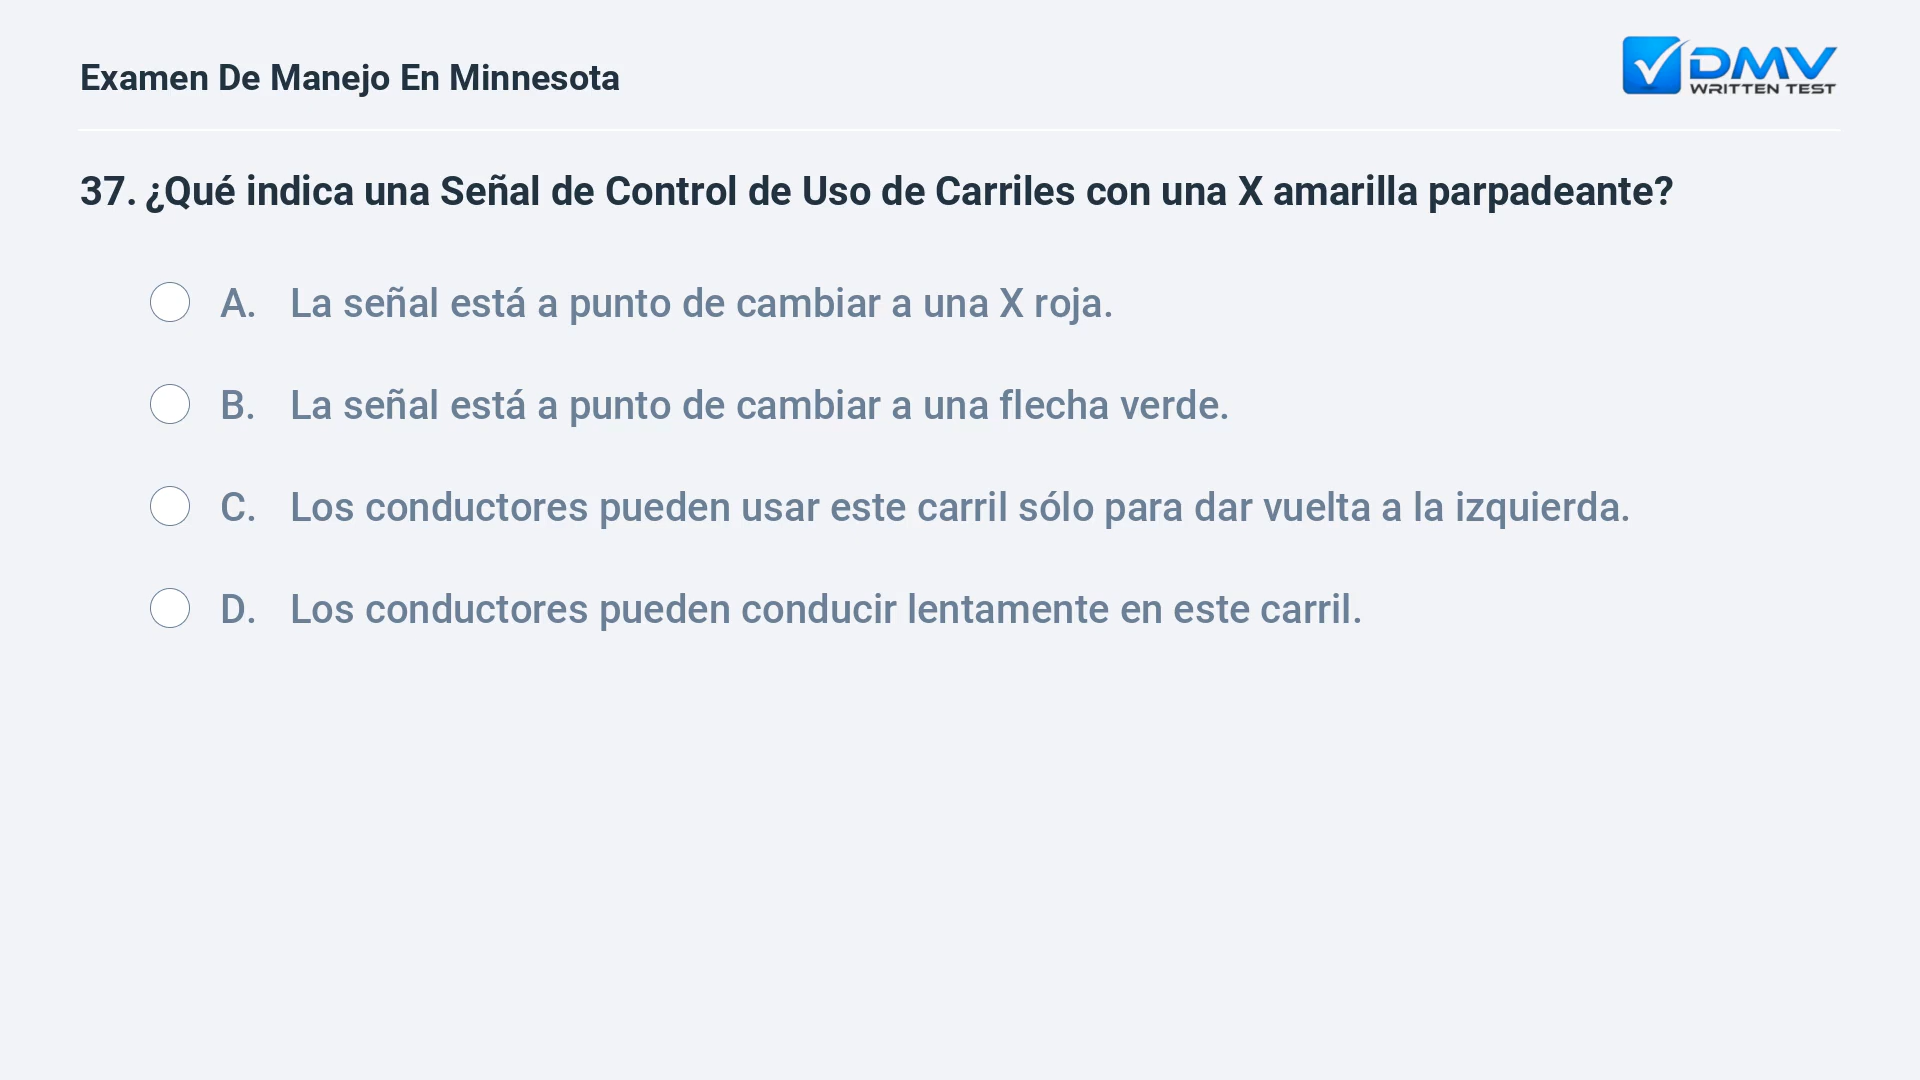 Examen De Manejo En Minnesota
DMV
WRITTEN TEST
37. ¿Qué indica una Señal de Control de Uso de Carriles con una X amarilla parpadeante?
A. La señal está a punto de cambiar a una X roja.
B. La señal está a punto de cambiar a una flecha verde.
C. Los conductores pueden usar este carril sólo para dar vuelta a la izquierda.
D. Los conductores pueden conducir lentamente en este carril.